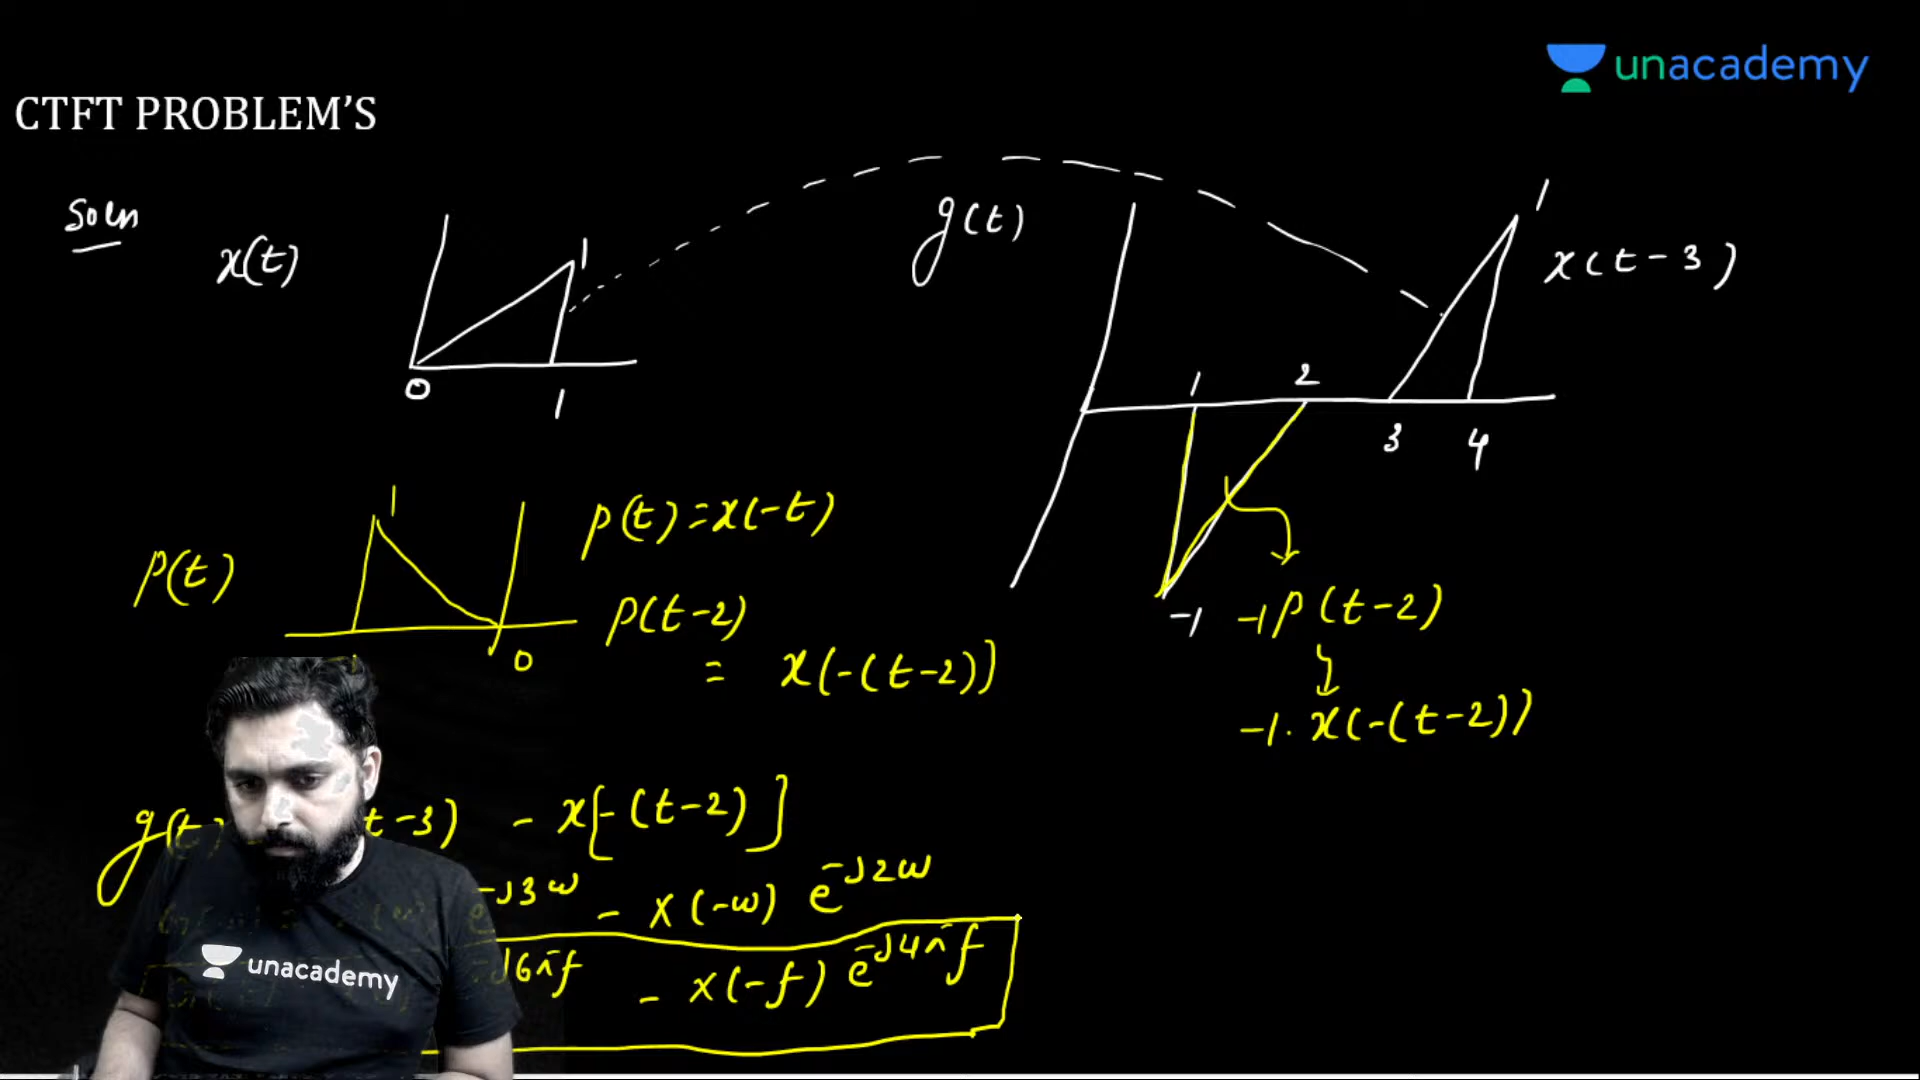 unacademy
CTFT PROBLEM'S
Soln
x(t)
1
0
1
g(t)
1
x(t-3)
1
2
3
4
-1
-1 p(t-2)
-1. x(-(t-2))
p(t)
1
0
p(t) = x(-t)
p(t-2)
= x(-(t-2))
g(t) t-3) - x[-(t-2)]
e^-j3ω - x(-ω) e^-j2ω
-j6πf - x(-f) e^-j4πf
unacademy